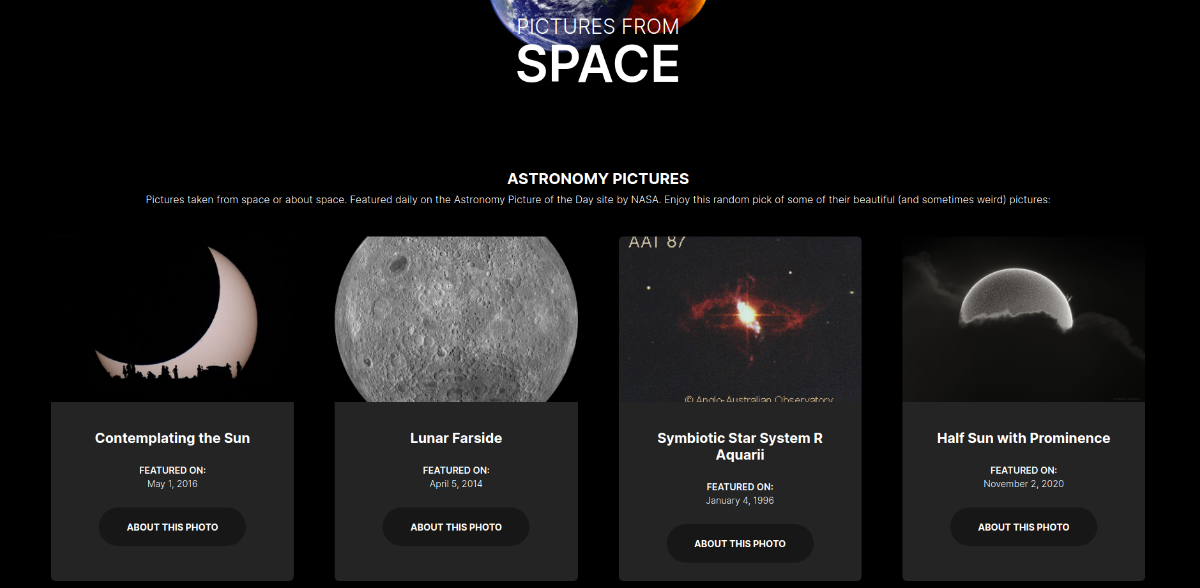 PICTURES FROM
SPACE
ASTRONOMY PICTURES
Pictures taken from space or about space. Featured daily on the Astronomy Picture of the Day site by NASA. Enjoy this random pick of some of their beautiful (and sometimes weird) pictures:
AAT 87
© Anglo-Australian Observatory
Contemplating the Sun
FEATURED ON:
May 1, 2016
ABOUT THIS PHOTO
Lunar Farside
FEATURED ON:
April 5, 2014
ABOUT THIS PHOTO
Symbiotic Star System R
Aquarii
FEATURED ON:
January 4, 1996
ABOUT THIS PHOTO
Half Sun with Prominence
FEATURED ON:
November 2, 2020
ABOUT THIS PHOTO